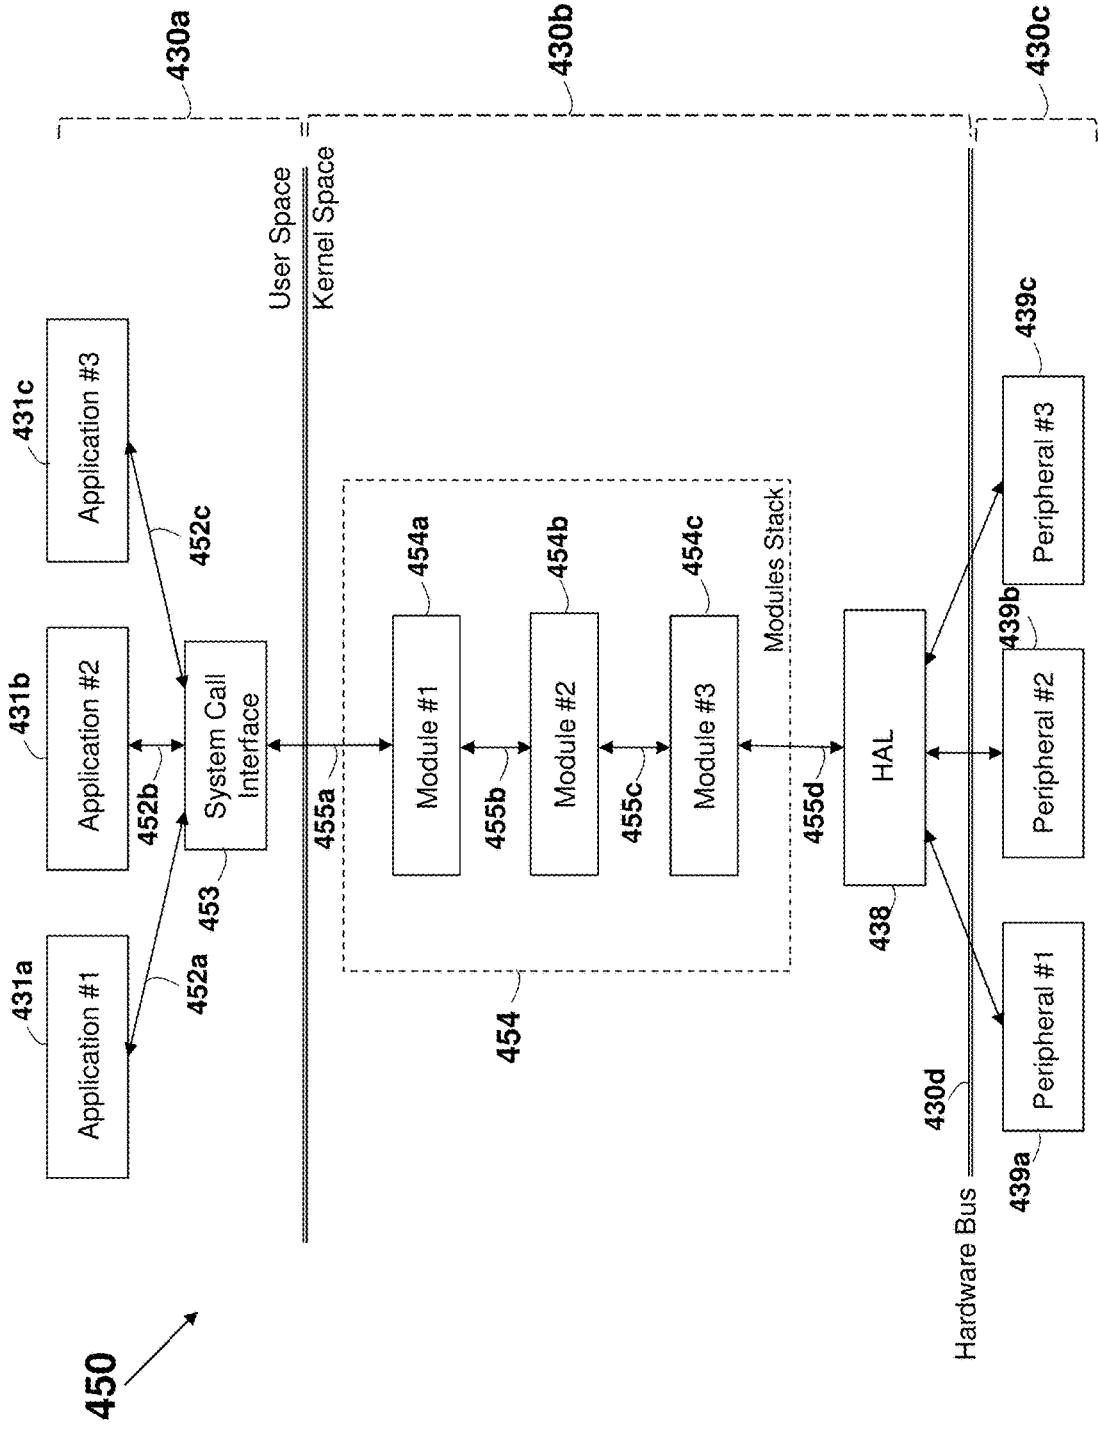 450
430a
430b
430c
431a
431b
431c
Application #1
Application #2
Application #3
452a
452b
452c
453
System Call
Interface
User Space
Kernel Space
455a
454
454a
Module #1
455b
454b
Module #2
455c
454c
Module #3
Modules Stack
455d
438
HAL
430d
Hardware Bus
439a
439b
439c
Peripheral #1
Peripheral #2
Peripheral #3